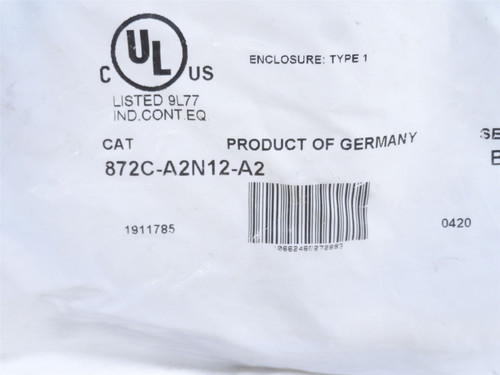 C UL US
ENCLOSURE: TYPE 1
LISTED 9L77
IND.CONT.EQ
CAT PRODUCT OF GERMANY SE
872C-A2N12-A2 B
1911785 0420